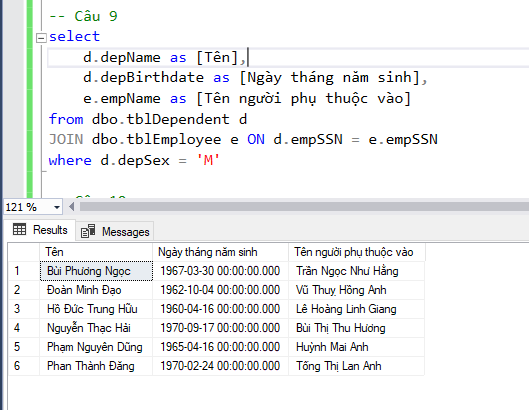 -- Câu 9
select
d.depName as [Tên],
d.depBirthdate as [Ngày tháng năm sinh],
e.empName as [Tên người phụ thuộc vào]
from dbo.tblDependent d
JOIN dbo.tblEmployee e ON d.empSSN = e.empSSN
where d.depSex = 'M'
121 %
Results Messages
Tên Ngày tháng năm sinh Tên người phụ thuộc vào
1 Bùi Phương Ngọc 1967-03-30 00:00:00.000 Trần Ngọc Như Hằng
2 Đoàn Minh Đạo 1962-10-04 00:00:00.000 Vũ Thuỵ Hồng Anh
3 Hồ Đức Trung Hữu 1960-04-16 00:00:00.000 Lê Hoàng Linh Giang
4 Nguyễn Thạc Hải 1970-09-17 00:00:00.000 Bùi Thị Thu Hương
5 Phạm Nguyên Dũng 1965-04-16 00:00:00.000 Huỳnh Mai Anh
6 Phan Thành Đăng 1970-02-24 00:00:00.000 Tống Thị Lan Anh